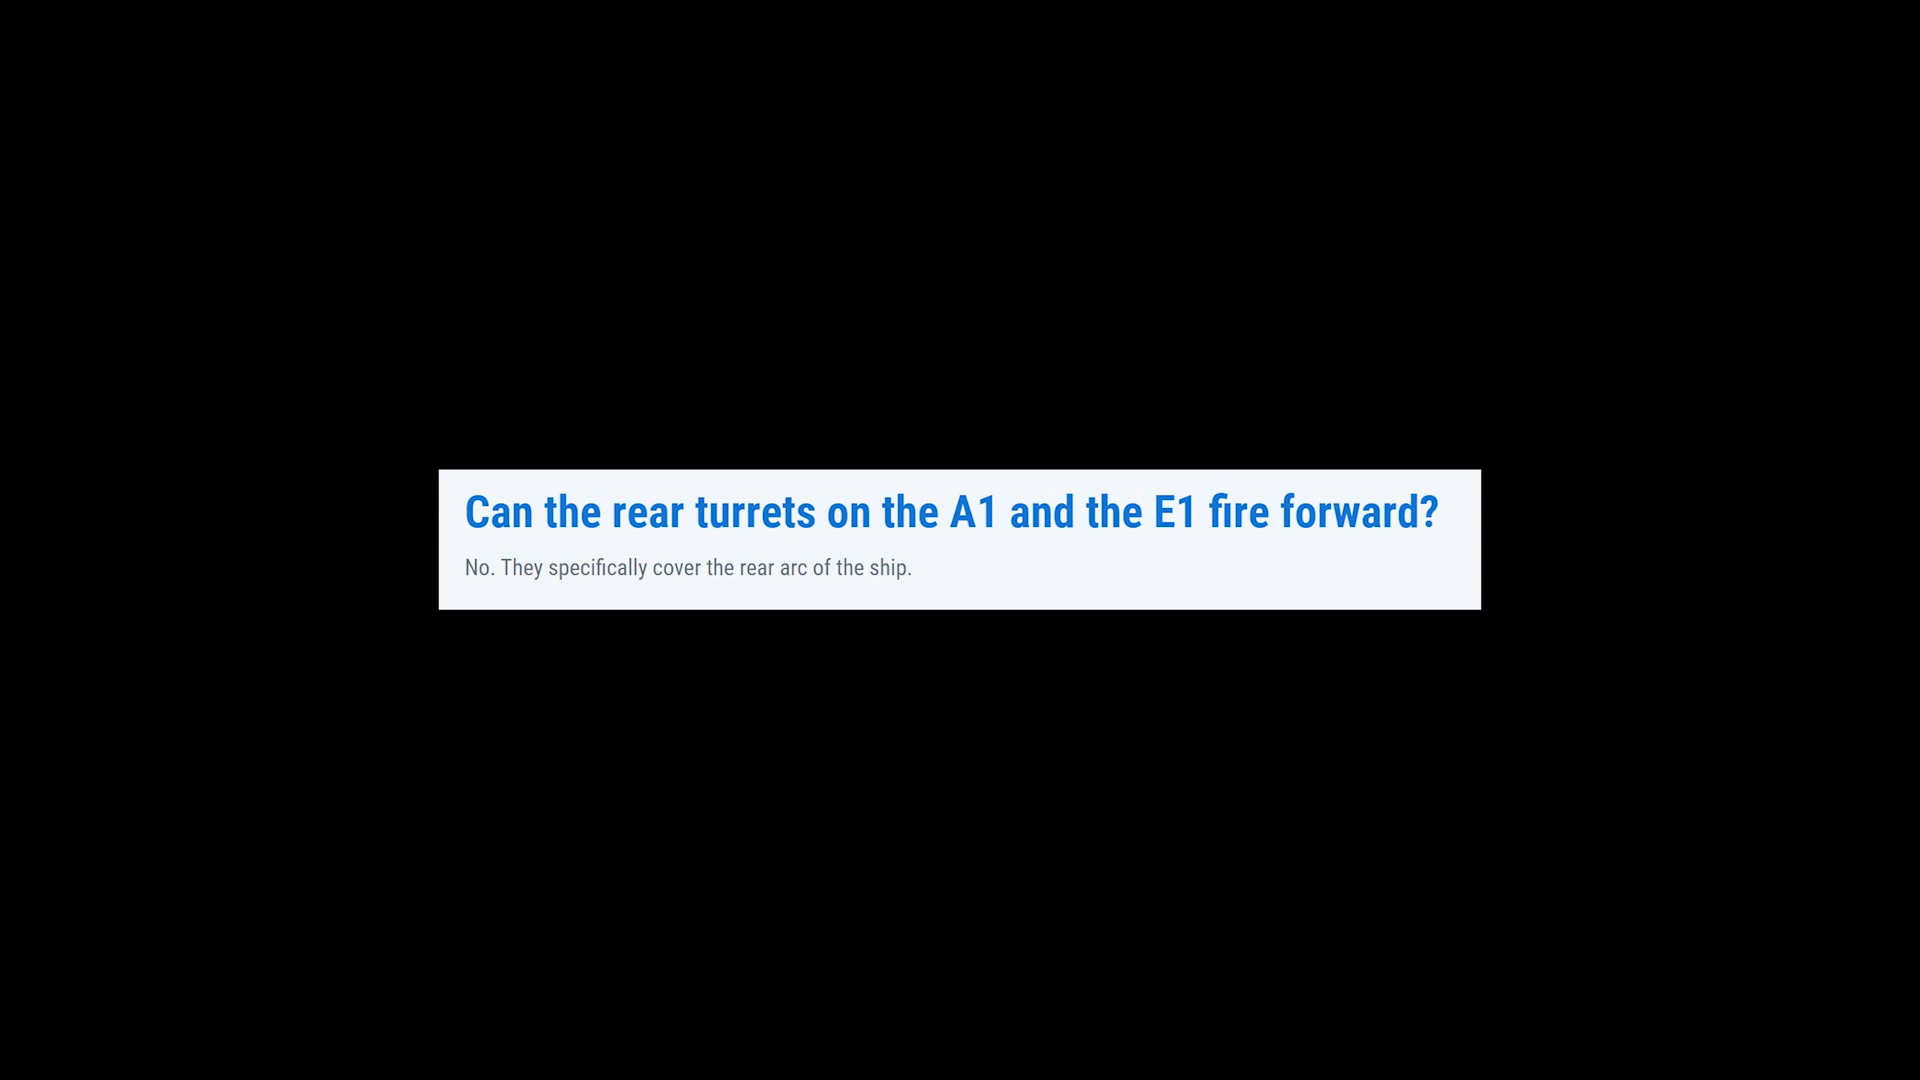 Can the rear turrets on the A1 and the E1 fire forward?
No. They specifically cover the rear arc of the ship.